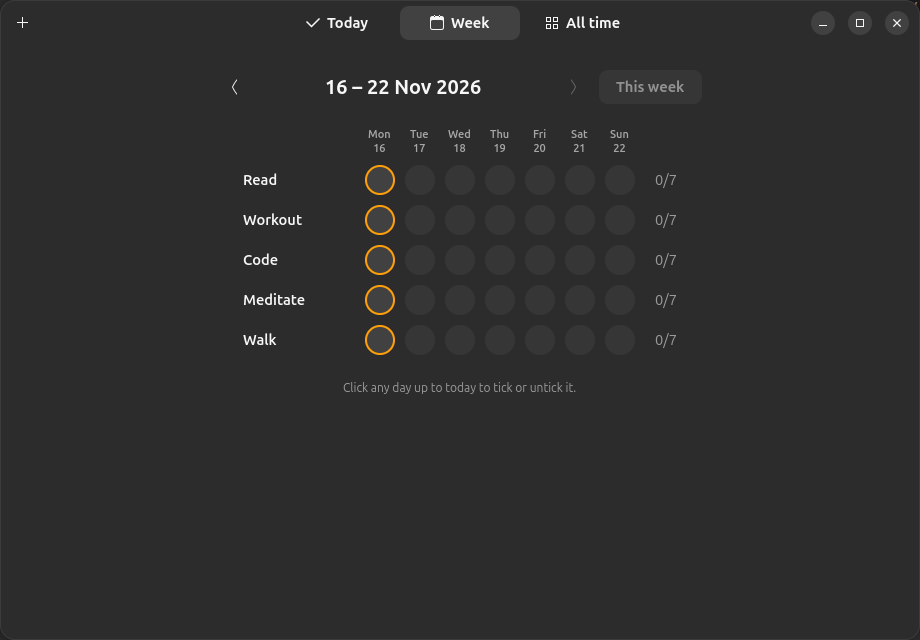 Today Week All time
16 – 22 Nov 2026 This week
Mon Tue Wed Thu Fri Sat Sun
16 17 18 19 20 21 22
Read 0/7
Workout 0/7
Code 0/7
Meditate 0/7
Walk 0/7
Click any day up to today to tick or untick it.